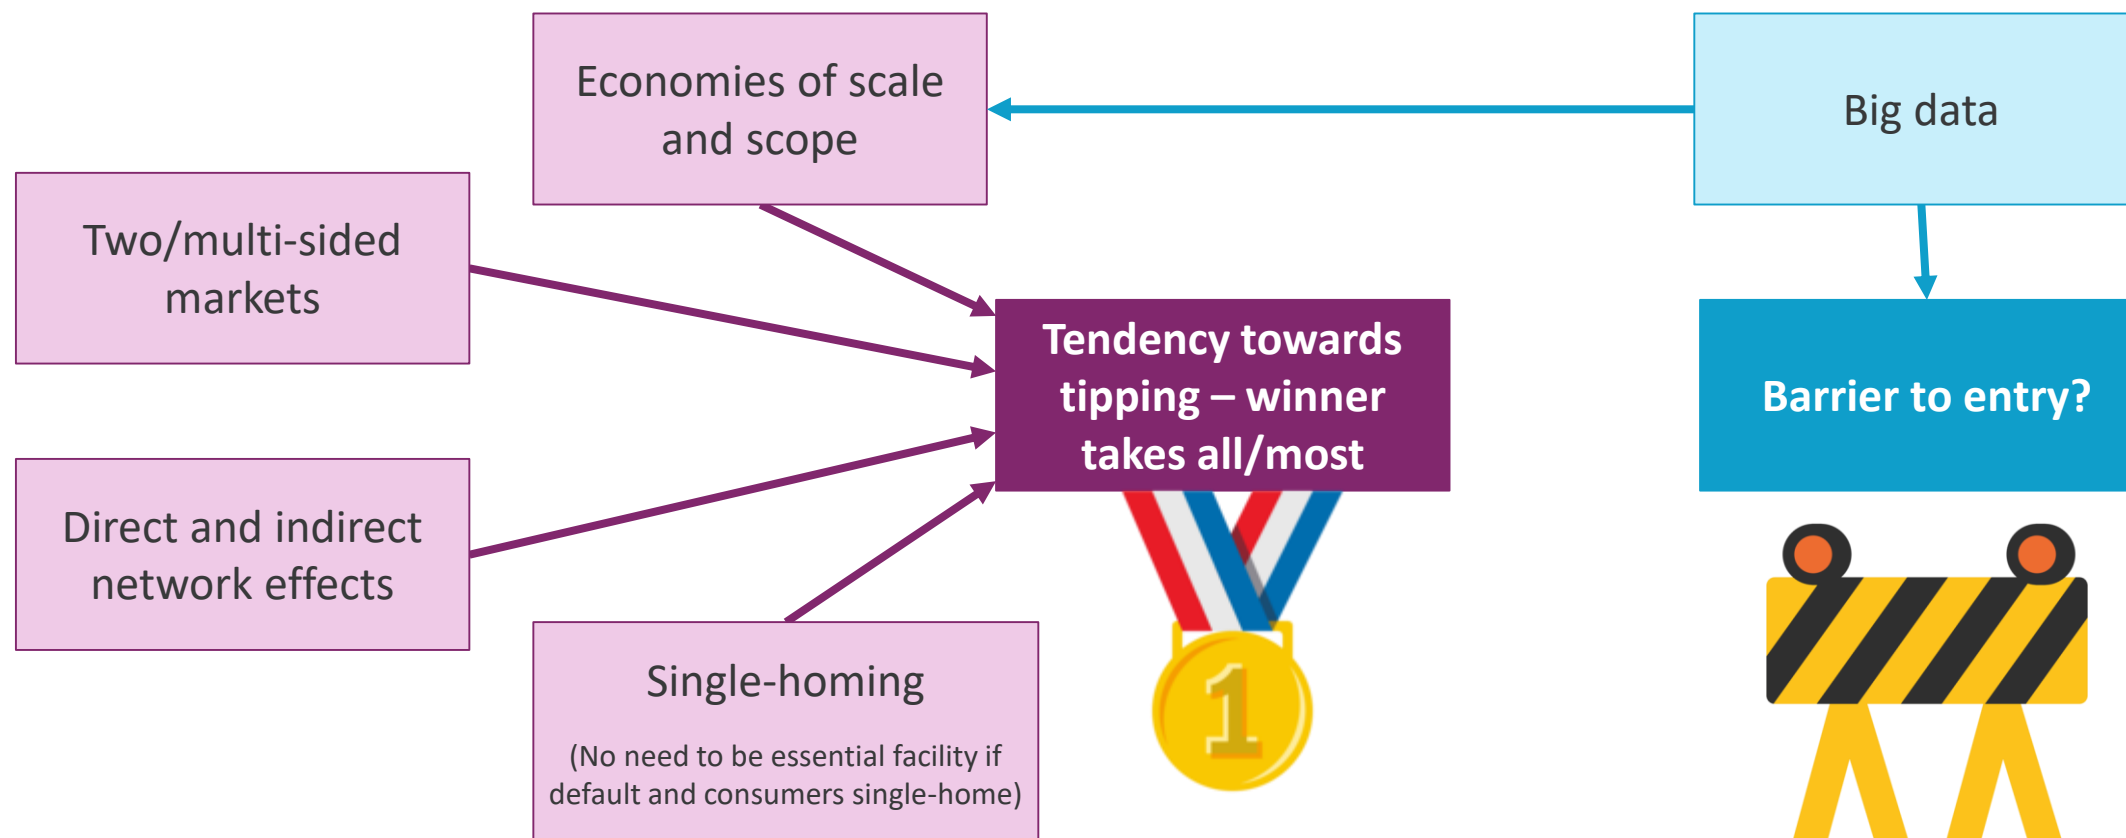 Economies of scale
and scope
Big data
Two/multi-sided
markets
Tendency towards
tipping – winner
takes all/most
Barrier to entry?
Direct and indirect
network effects
Single-homing
(No need to be essential facility if
default and consumers single-home)
1